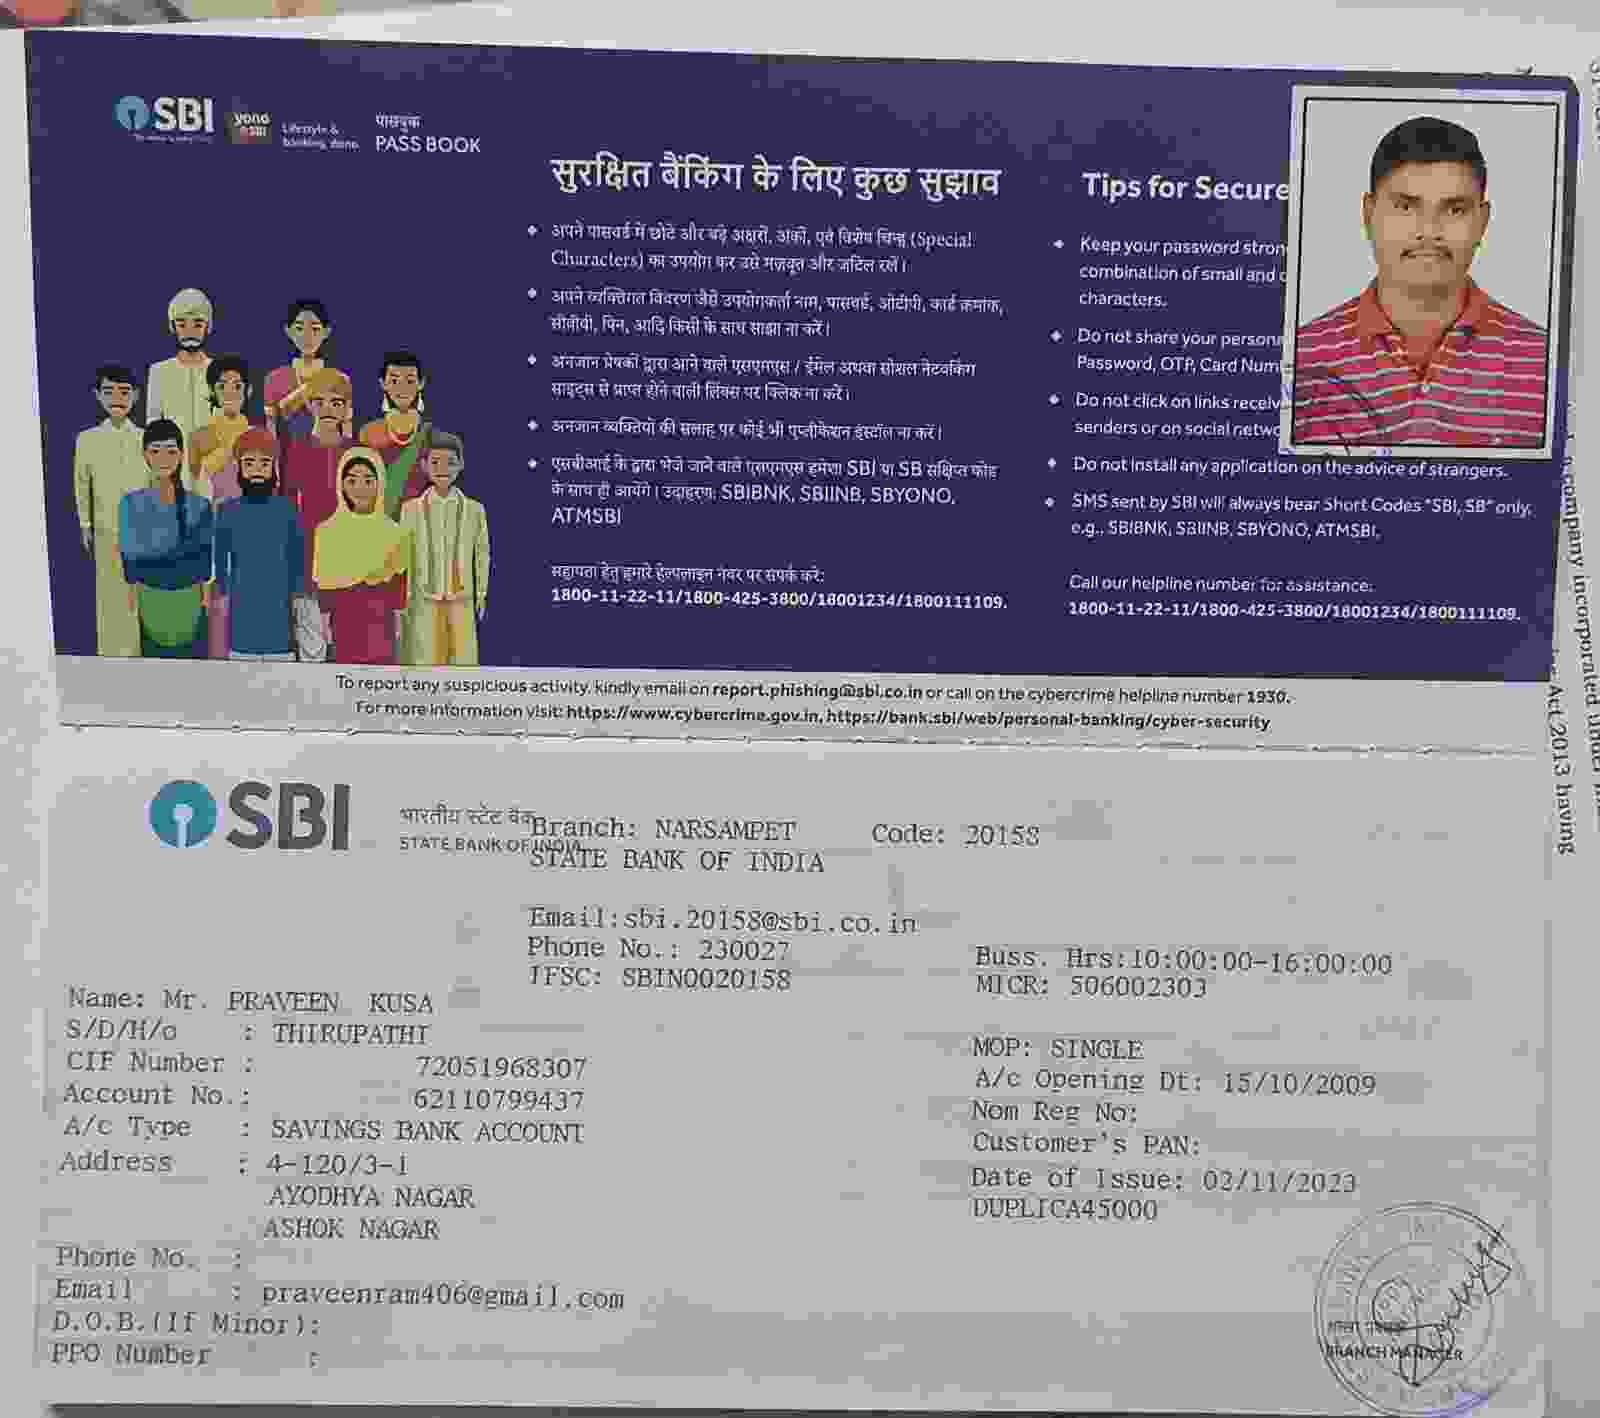 SBI
yono SBI
Lifestyle &
banking, done.
पासबुक
PASS BOOK
सुरक्षित बैंकिंग के लिए कुछ सुझाव
अपने पासवर्ड में छोटे और बड़े अक्षरों, अंकों, एवं विशेष चिन्ह (Special
Characters) का उपयोग कर उसे मजबूत और जटिल रखें।
अपने व्यक्तिगत विवरण जैसे उपयोगकर्ता नाम, पासवर्ड, ओटीपी, कार्ड क्रमांक,
सीवीवी, पिन, आदि किसी के साथ साझा ना करें।
अनजान प्रेषकों द्वारा आने वाले एसएमएस / ईमेल अथवा सोशल नेटवर्किंग
साइट्स से प्राप्त होने वाली लिंक्स पर क्लिक ना करें।
अनजान व्यक्तियों की सलाह पर कोई भी एप्लीकेशन इंस्टॉल ना करें।
एसबीआई के द्वारा भेजे जाने वाले एसएमएस हमेशा SBI या SB संक्षिप्त कोड
के साथ ही आयेंगे। उदाहरण: SBIBNK, SBIINB, SBYONO,
ATMSBI
सहायता हेतु हमारे हेल्पलाइन नंबर पर संपर्क करें:
1800-11-22-11/1800-425-3800/18001234/1800111109.
Tips for Secure
Keep your password stron
combination of small and c
characters.
Do not share your persona
Password, OTP, Card Num
Do not click on links receiv
senders or on social netwo
Do not install any application on the advice of strangers.
SMS sent by SBI will always bear Short Codes "SBI, SB" only,
e.g., SBIBNK, SBIINB, SBYONO, ATMSBI.
Call our helpline number for assistance:
1800-11-22-11/1800-425-3800/18001234/1800111109.
To report any suspicious activity, kindly email on report.phishing@sbi.co.in or call on the cybercrime helpline number 1930.
For more information visit: https://www.cybercrime.gov.in, https://bank.sbi/web/personal-banking/cyber-security
company incorporated under
Act 2013 having
SBI
भारतीय स्टेट बैंक
STATE BANK OF INDIA
Branch: NARSAMPET Code: 20158
STATE BANK OF INDIA
Email:sbi.20158@sbi.co.in
Phone No.: 230027
IFSC: SBIN0020158
Buss. Hrs:10:00:00-16:00:00
MICR: 506002303
Name: Mr. PRAVEEN KUSA
S/D/H/o : THIRUPATHI
CIF Number : 72051968307
Account No.: 62110799437
A/c Type : SAVINGS BANK ACCOUNT
Address : 4-120/3-1
AYODHYA NAGAR
ASHOK NAGAR
Phone No. :
Email : praveenram406@gmail.com
D.O.B.(If Minor):
PPO Number :
MOP: SINGLE
A/c Opening Dt: 15/10/2009
Nom Reg No:
Customer's PAN:
Date of Issue: 02/11/2023
DUPLICA45000
BRANCH MANAGER